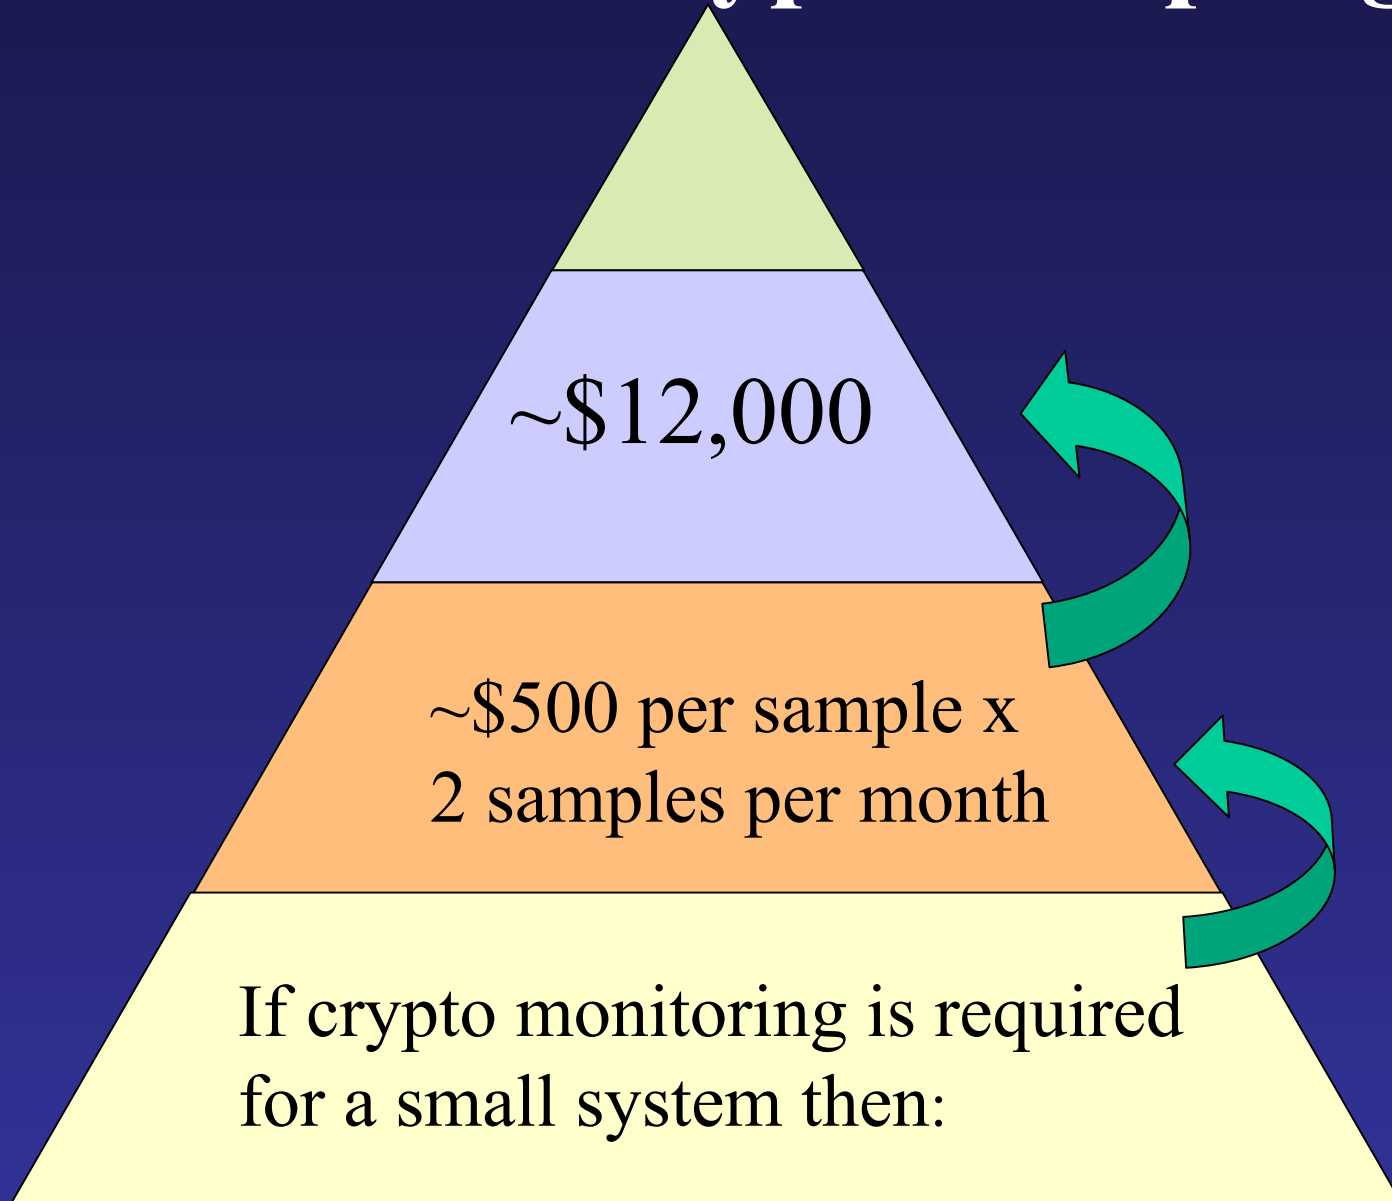 ~$12,000
~$500 per sample x
2 samples per month
If crypto monitoring is required
for a small system then: